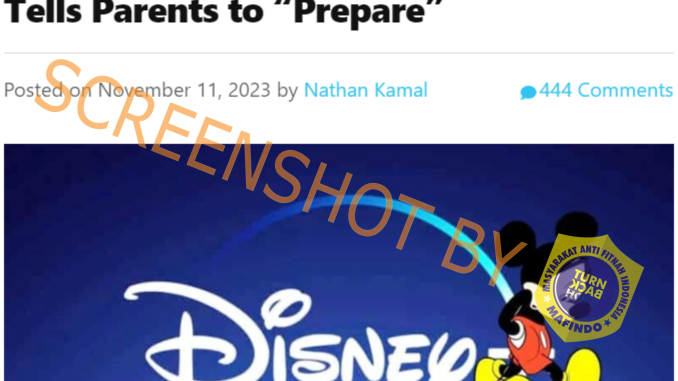 Tells Parents to “Prepare”
Posted on November 11, 2023 by Nathan Kamal
444 Comments
SCREENSHOT BY
MASYARAKAT ANTI FITNAH INDONESIA
TURN
BACK
HOAX
★ MAFINDO ★
DISNEY